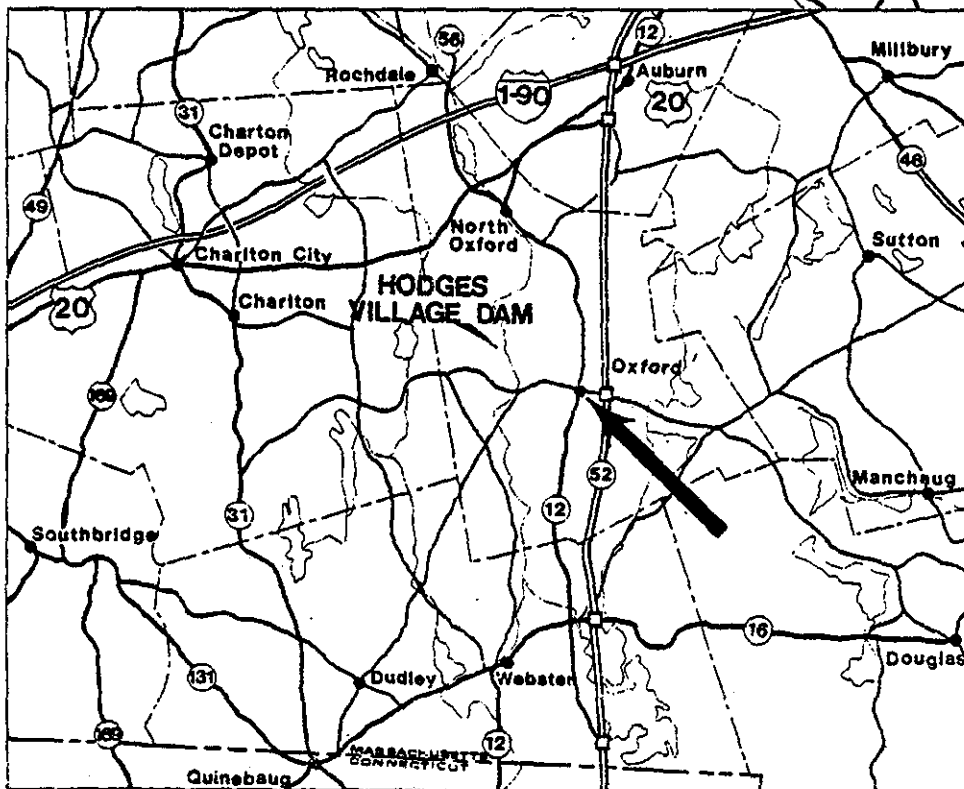 56
12
Millbury
Rochdale
Auburn
I-90
20
31
Charlton
Depot
46
49
North
Oxford
Sutton
Charlton City
HODGES
VILLAGE DAM
20
Charlton
Oxford
169
52
Manchaug
31
12
Southbridge
16
Douglas
Dudley
Webster
131
169
12
MASSACHUSETTS
CONNECTICUT
Quinebaug